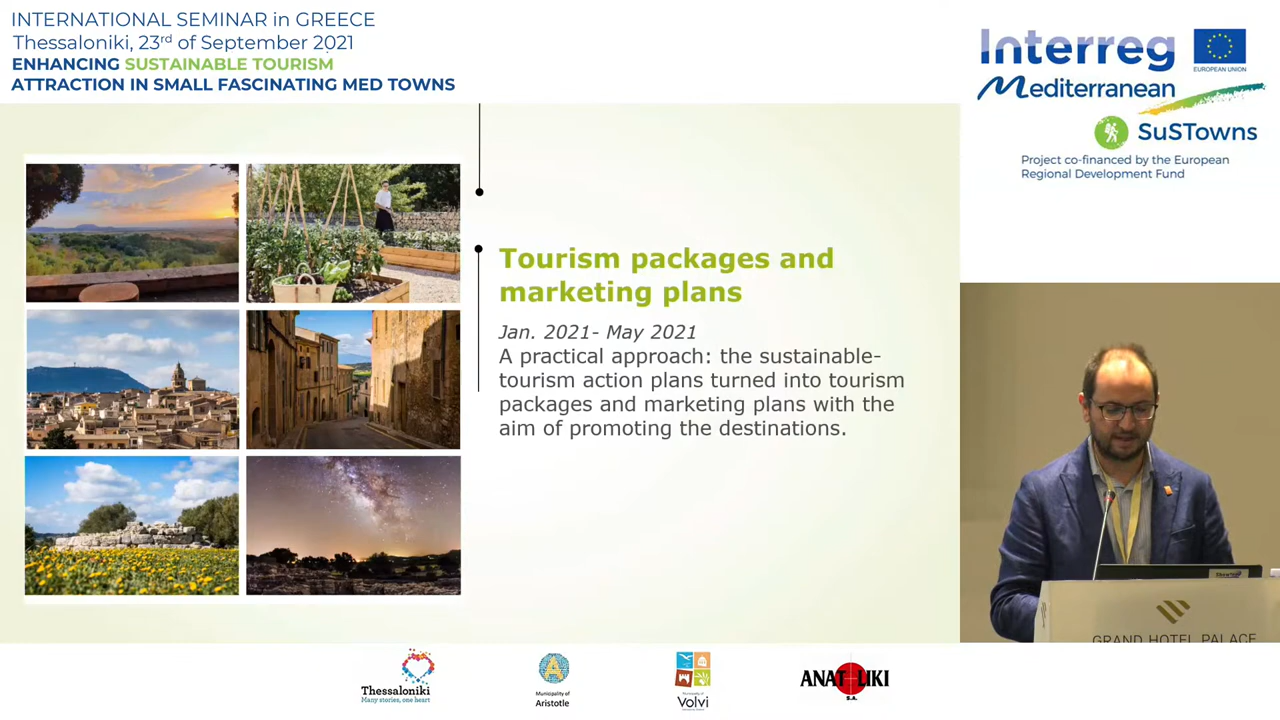 INTERNATIONAL SEMINAR in GREECE
Thessaloniki, 23rd of September 2021
ENHANCING SUSTAINABLE TOURISM
ATTRACTION IN SMALL FASCINATING MED TOWNS
Interreg
EUROPEAN UNION
Mediterranean
SuSTowns
Project co-financed by the European
Regional Development Fund
Tourism packages and
marketing plans
Jan. 2021- May 2021
A practical approach: the sustainable-
tourism action plans turned into tourism
packages and marketing plans with the
aim of promoting the destinations.
GRAND HOTEL PALACE
Thessaloniki
Many stories, one heart
Municipality of
Aristotle
Municipality of
Volvi
ANATOLIKI
S.A.